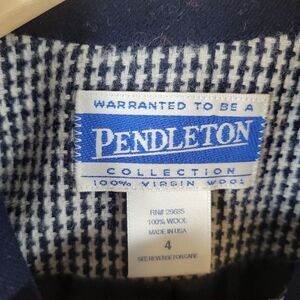 WARRANTED TO BE A
PENDLETON
COLLECTION
100% VIRGIN WOOL
RN# 29685
100% WOOL
MADE IN USA
4
SEE REVERSE FOR CARE